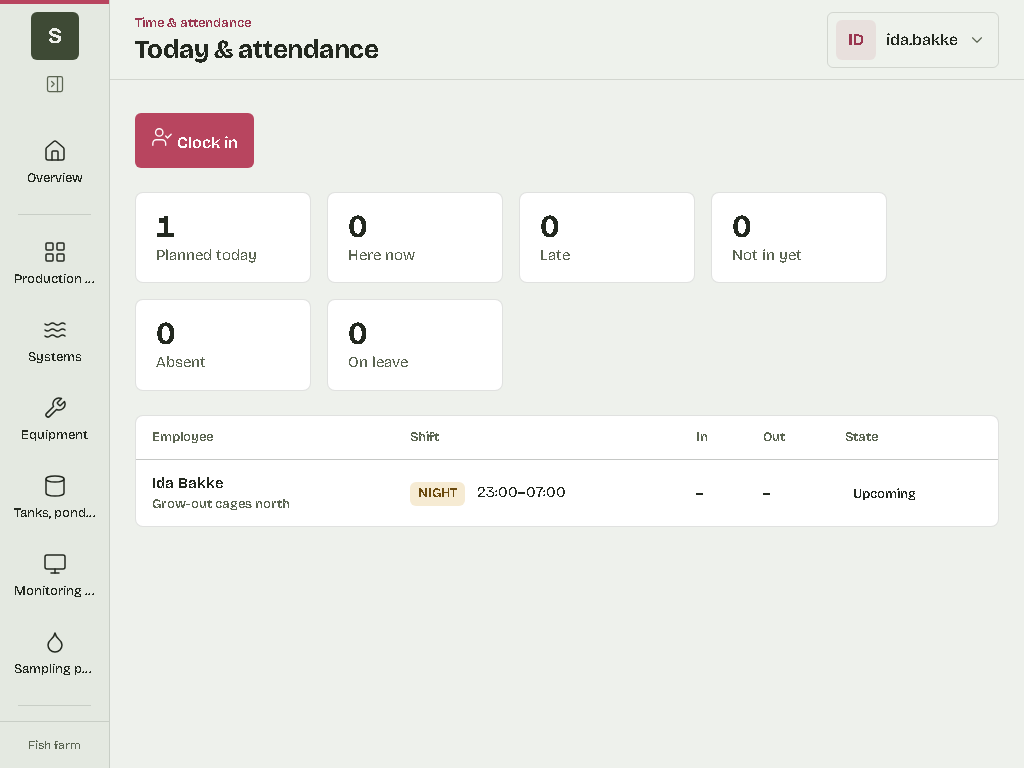 S
Overview
Production ...
Systems
Equipment
Tanks, pond...
Monitoring ...
Sampling p...
Fish farm
Time & attendance
Today & attendance
ID ida.bakke
Clock in
1
Planned today
0
Here now
0
Late
0
Not in yet
0
Absent
0
On leave
Employee Shift In Out State
Ida Bakke
Grow-out cages north
NIGHT 23:00–07:00 – – Upcoming